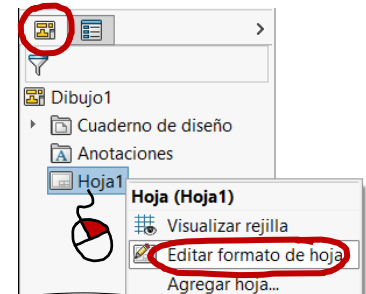 Dibujo1
Cuaderno de diseño
Anotaciones
Hoja1
Hoja (Hoja1)
Visualizar rejilla
Editar formato de hoja
Agregar hoja...